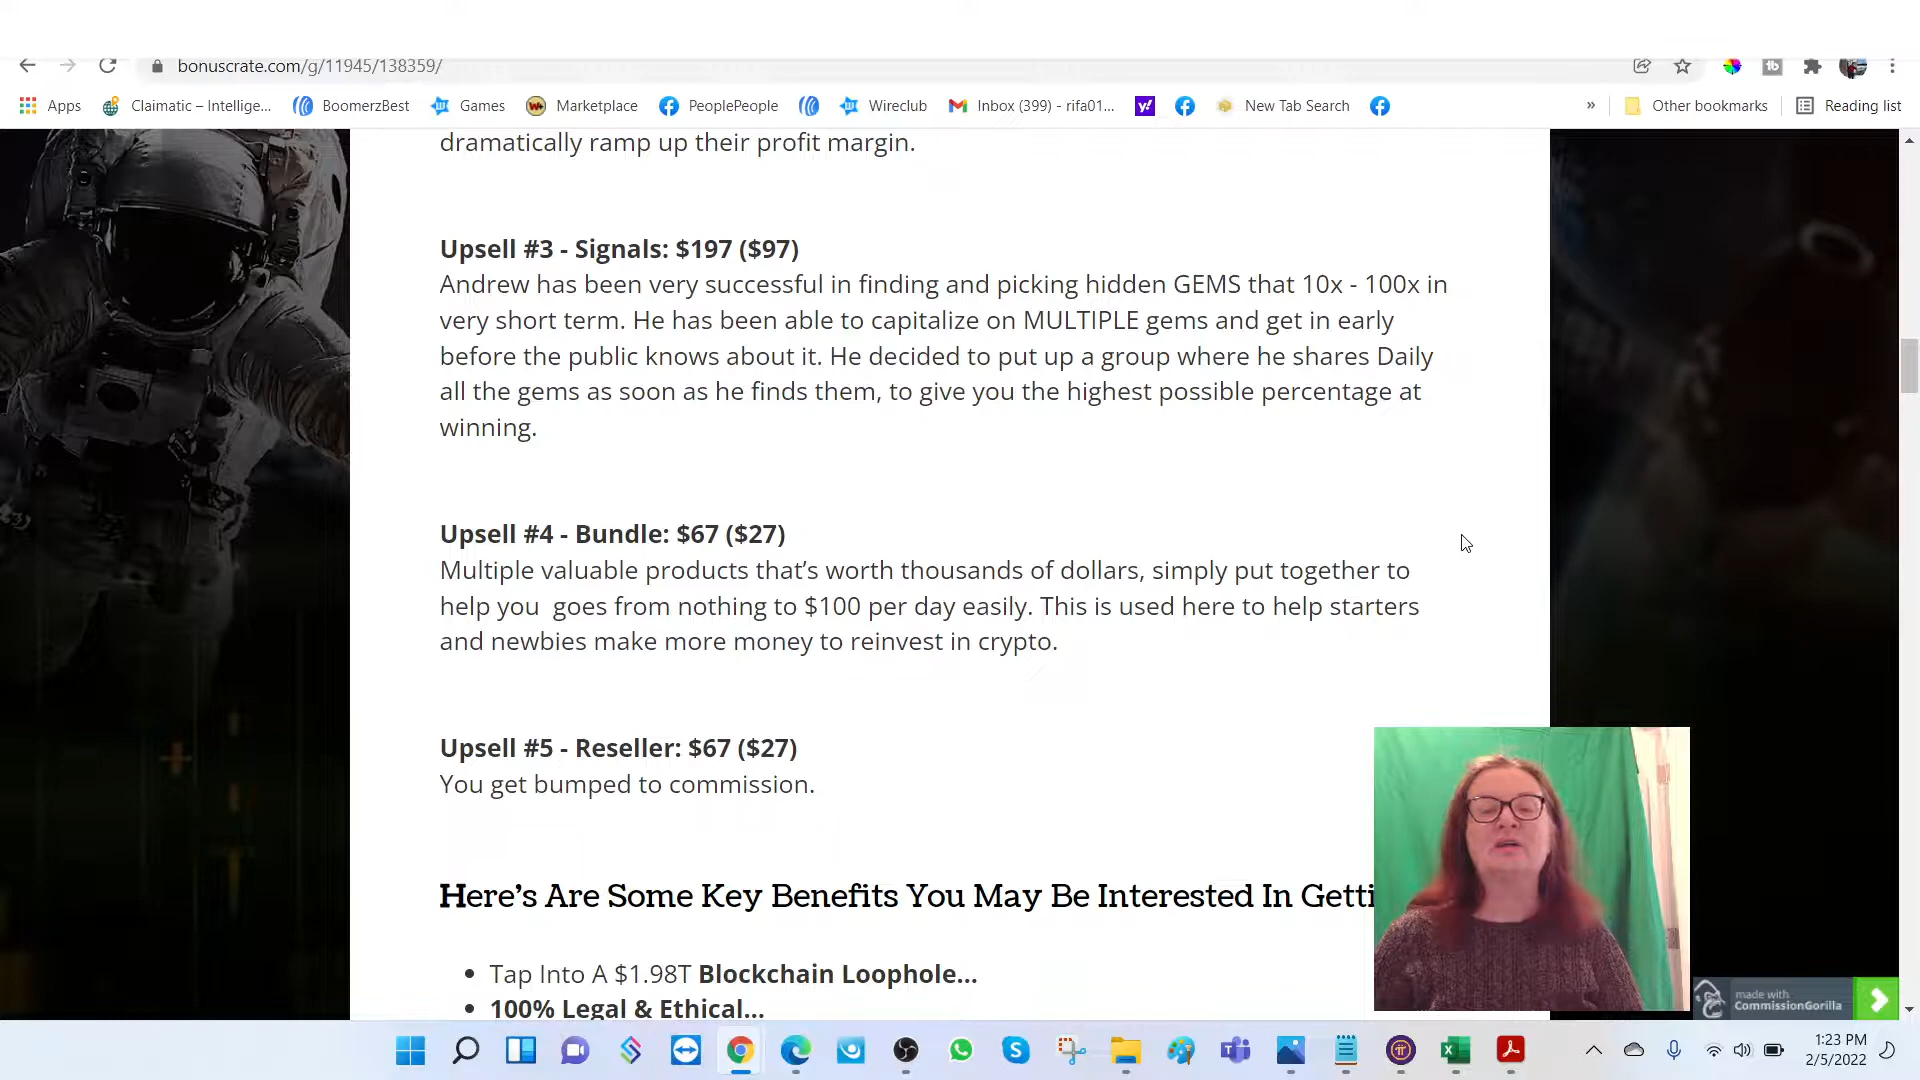 bonuscrate.com/g/11945/138359/
Apps Claimatic – Intellige... BoomerzBest Games Marketplace PeoplePeople Wireclub Inbox (399) - rifa01... New Tab Search » Other bookmarks Reading list
dramatically ramp up their profit margin.
Upsell #3 - Signals: $197 ($97)
Andrew has been very successful in finding and picking hidden GEMS that 10x - 100x in
very short term. He has been able to capitalize on MULTIPLE gems and get in early
before the public knows about it. He decided to put up a group where he shares Daily
all the gems as soon as he finds them, to give you the highest possible percentage at
winning.
Upsell #4 - Bundle: $67 ($27)
Multiple valuable products that’s worth thousands of dollars, simply put together to
help you goes from nothing to $100 per day easily. This is used here to help starters
and newbies make more money to reinvest in crypto.
Upsell #5 - Reseller: $67 ($27)
You get bumped to commission.
Here’s Are Some Key Benefits You May Be Interested In Getti
• Tap Into A $1.98T Blockchain Loophole...
• 100% Legal & Ethical...
made with
CommissionGorilla
1:23 PM
2/5/2022